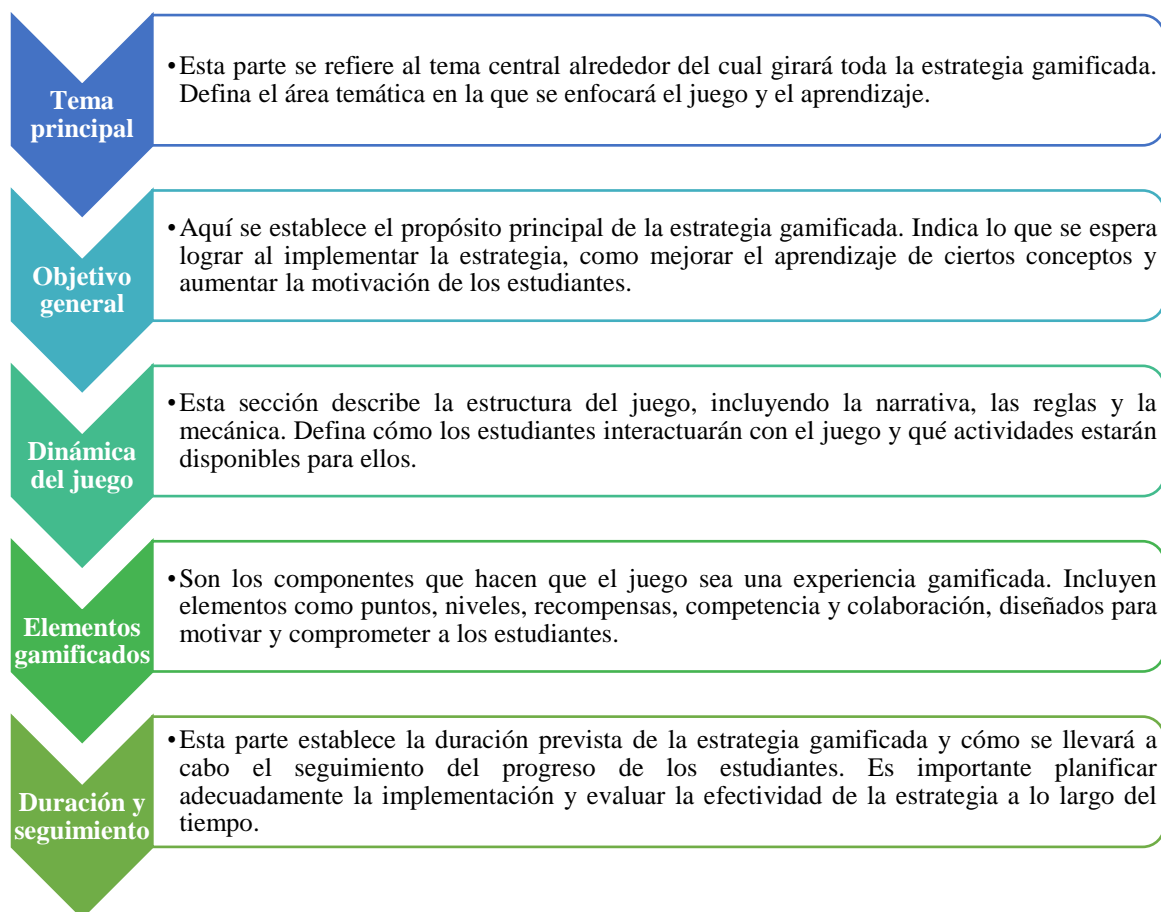 Tema
principal
•Esta parte se refiere al tema central alrededor del cual girará toda la estrategia gamificada.
Defina el área temática en la que se enfocará el juego y el aprendizaje.
Objetivo
general
•Aquí se establece el propósito principal de la estrategia gamificada. Indica lo que se espera
lograr al implementar la estrategia, como mejorar el aprendizaje de ciertos conceptos y
aumentar la motivación de los estudiantes.
Dinámica
del juego
•Esta sección describe la estructura del juego, incluyendo la narrativa, las reglas y la
mecánica. Defina cómo los estudiantes interactuarán con el juego y qué actividades estarán
disponibles para ellos.
Elementos
gamificados
•Son los componentes que hacen que el juego sea una experiencia gamificada. Incluyen
elementos como puntos, niveles, recompensas, competencia y colaboración, diseñados para
motivar y comprometer a los estudiantes.
Duración y
seguimiento
•Esta parte establece la duración prevista de la estrategia gamificada y cómo se llevará a
cabo el seguimiento del progreso de los estudiantes. Es importante planificar
adecuadamente la implementación y evaluar la efectividad de la estrategia a lo largo del
tiempo.